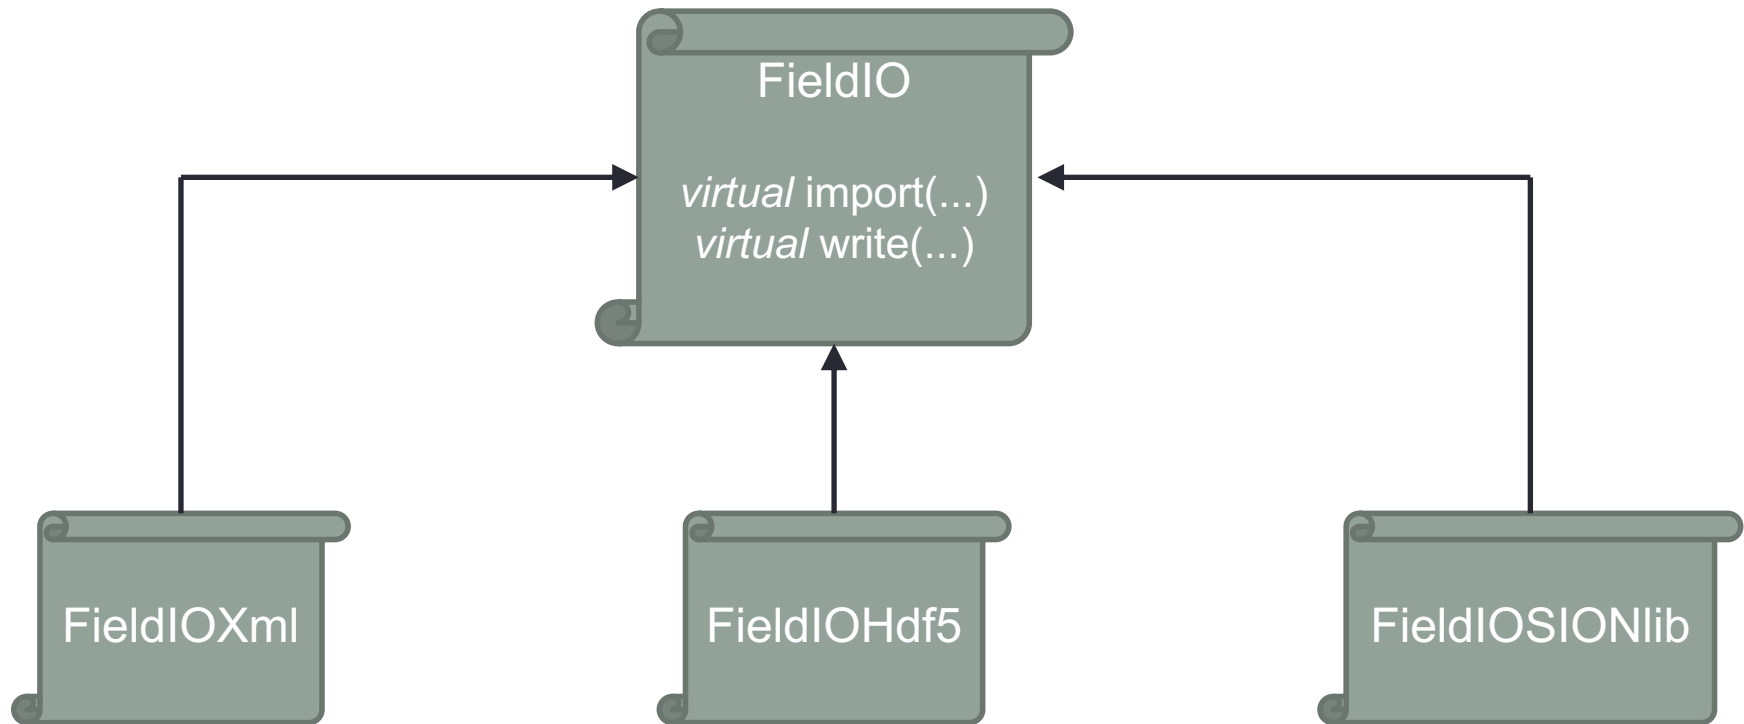 FieldIO
virtual import(...)
virtual write(...)
FieldIOXml
FieldIOHdf5
FieldIOSIONlib